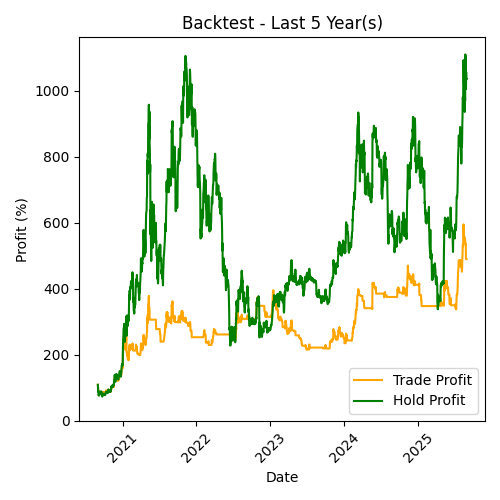 Backtest - Last 5 Year(s)
Profit (%)
1000
800
600
400
200
0
2021
2022
2023
2024
2025
Date
Trade Profit
Hold Profit